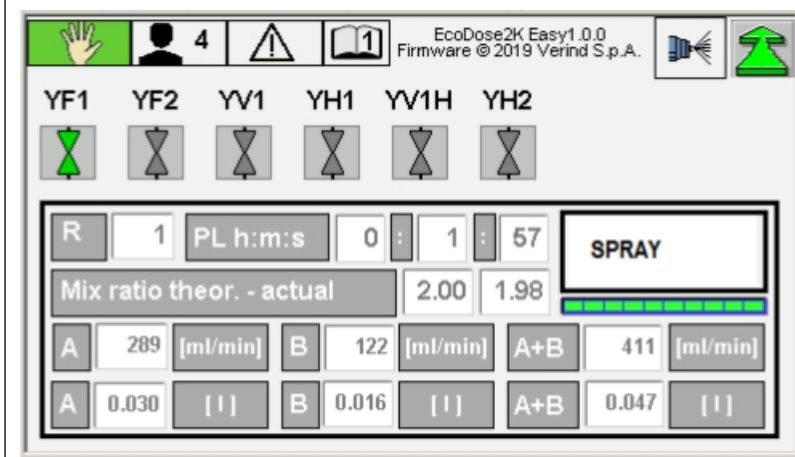 4
1
EcoDose2K Easy1.0.0
Firmware © 2019 Verind S.p.A.
YF1 YF2 YV1 YH1 YV1H YH2
R 1 PL h:m:s 0 : 1 : 57
SPRAY
Mix ratio theor. - actual 2.00 1.98
A 289 [ml/min] B 122 [ml/min] A+B 411 [ml/min]
A 0.030 [ l ] B 0.016 [ l ] A+B 0.047 [ l ]